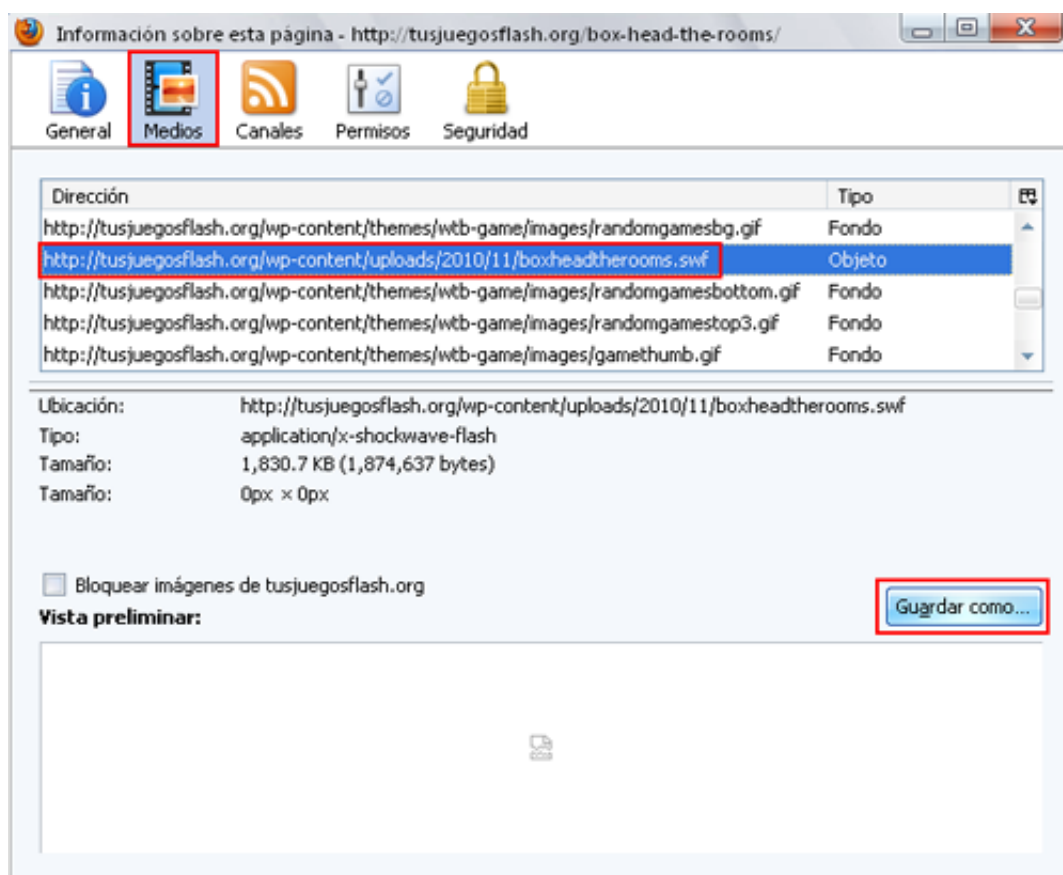 Información sobre esta página - http://tusjuegosflash.org/box-head-the-rooms/
General Medios Canales Permisos Seguridad
Dirección Tipo
http://tusjuegosflash.org/wp-content/themes/wtb-game/images/randomgamesbg.gif Fondo
http://tusjuegosflash.org/wp-content/uploads/2010/11/boxheadtherooms.swf Objeto
http://tusjuegosflash.org/wp-content/themes/wtb-game/images/randomgamesbottom.gif Fondo
http://tusjuegosflash.org/wp-content/themes/wtb-game/images/randomgamestop3.gif Fondo
http://tusjuegosflash.org/wp-content/themes/wtb-game/images/gamethumb.gif Fondo
Ubicación: http://tusjuegosflash.org/wp-content/uploads/2010/11/boxheadtherooms.swf
Tipo: application/x-shockwave-flash
Tamaño: 1,830.7 KB (1,874,637 bytes)
Tamaño: 0px × 0px
Bloquear imágenes de tusjuegosflash.org
Guardar como...
Vista preliminar: